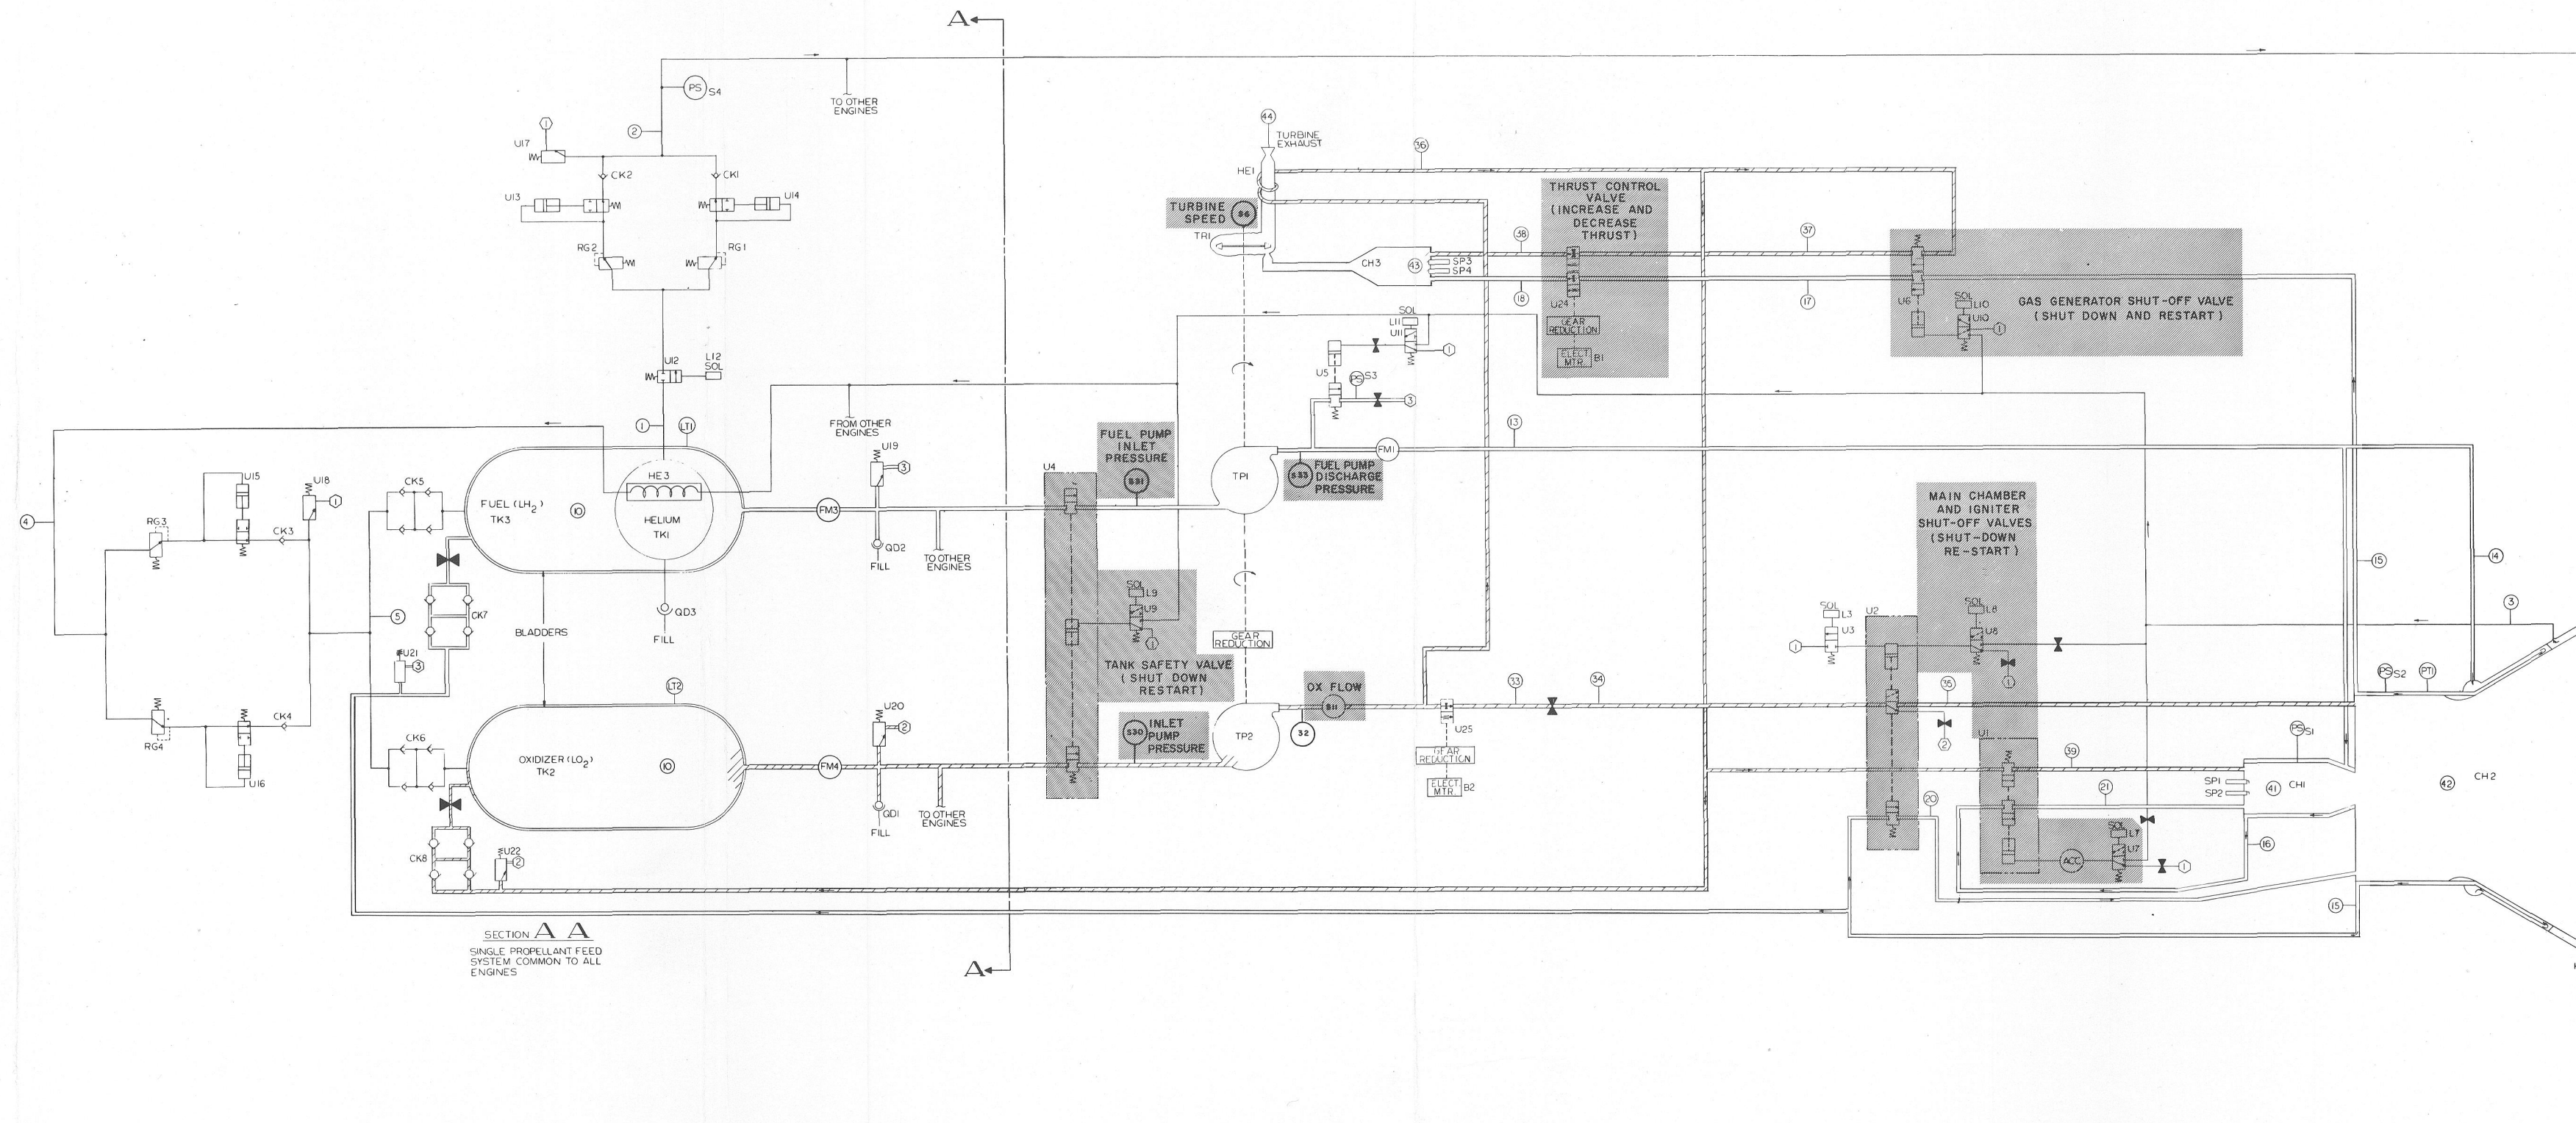 A
PS S4
TO OTHER
ENGINES
1
U17
2
CK2
CK1
U13
U14
RG2
RG1
U12
L12
SOL
1
LT1
FROM OTHER
ENGINES
44
TURBINE
EXHAUST
HE1
36
TURBINE
SPEED
S6
TR1
CH3
43
SP3
SP4
38
18
THRUST CONTROL
VALVE
(INCREASE AND
DECREASE
THRUST)
U24
GEAR
REDUCTION
ELECT
MTR.
B1
37
17
U6
SOL
L10
U10
1
GAS GENERATOR SHUT-OFF VALVE
(SHUT DOWN AND RESTART)
SOL
L11
U11
1
U5
PS S3
3
13
FM1
4
RG3
U15
U18
1
CK3
CK5
FUEL (LH2)
TK3
10
HE3
HELIUM
TK1
U19
3
FM3
QD2
FILL
TO OTHER
ENGINES
U4
FUEL PUMP
INLET
PRESSURE
S31
TP1
S33
FUEL PUMP
DISCHARGE
PRESSURE
5
CK7
U21
3
QD3
FILL
BLADDERS
SOL
L9
U9
1
TANK SAFETY VALVE
(SHUT DOWN
RESTART)
GEAR
REDUCTION
MAIN CHAMBER
AND IGNITER
SHUT-OFF VALVES
(SHUT-DOWN
RE-START)
15
14
3
SOL
L3
U3
1
U2
SOL
L8
U8
1
PS S2
PT1
RG4
U16
CK4
CK6
LT2
OXIDIZER (LO2)
TK2
10
U20
2
FM4
QD1
FILL
TO OTHER
ENGINES
S30
INLET
PUMP
PRESSURE
TP2
32
OX FLOW
S11
U25
GEAR
REDUCTION
ELECT
MTR.
B2
33
34
35
2
U1
39
PS S1
SP1
SP2
41
CH1
42
CH2
CK8
U22
2
20
21
SOL
L7
U17
ACC
1
16
15
SECTION A A
SINGLE PROPELLANT FEED
SYSTEM COMMON TO ALL
ENGINES
A